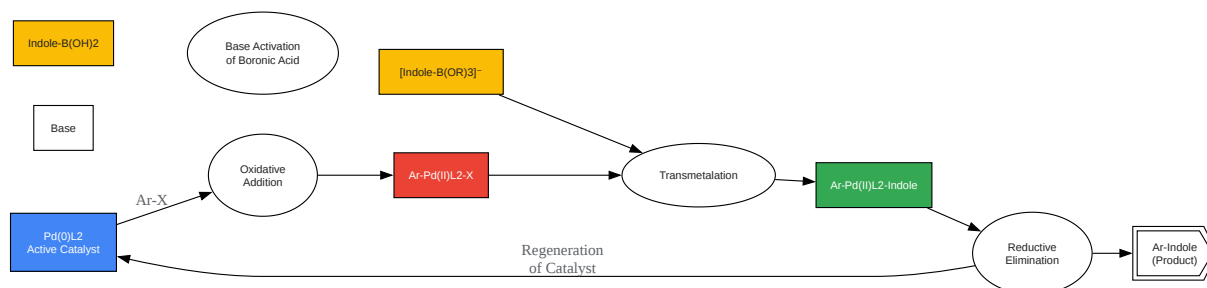 Indole-B(OH)2
Base Activation
of Boronic Acid
[Indole-B(OR)3]⁻
Base
Oxidative
Addition
Ar-Pd(II)L2-X
Transmetalation
Ar-Pd(II)L2-Indole
Ar-X
Pd(0)L2
Active Catalyst
Regeneration
of Catalyst
Reductive
Elimination
Ar-Indole
(Product)